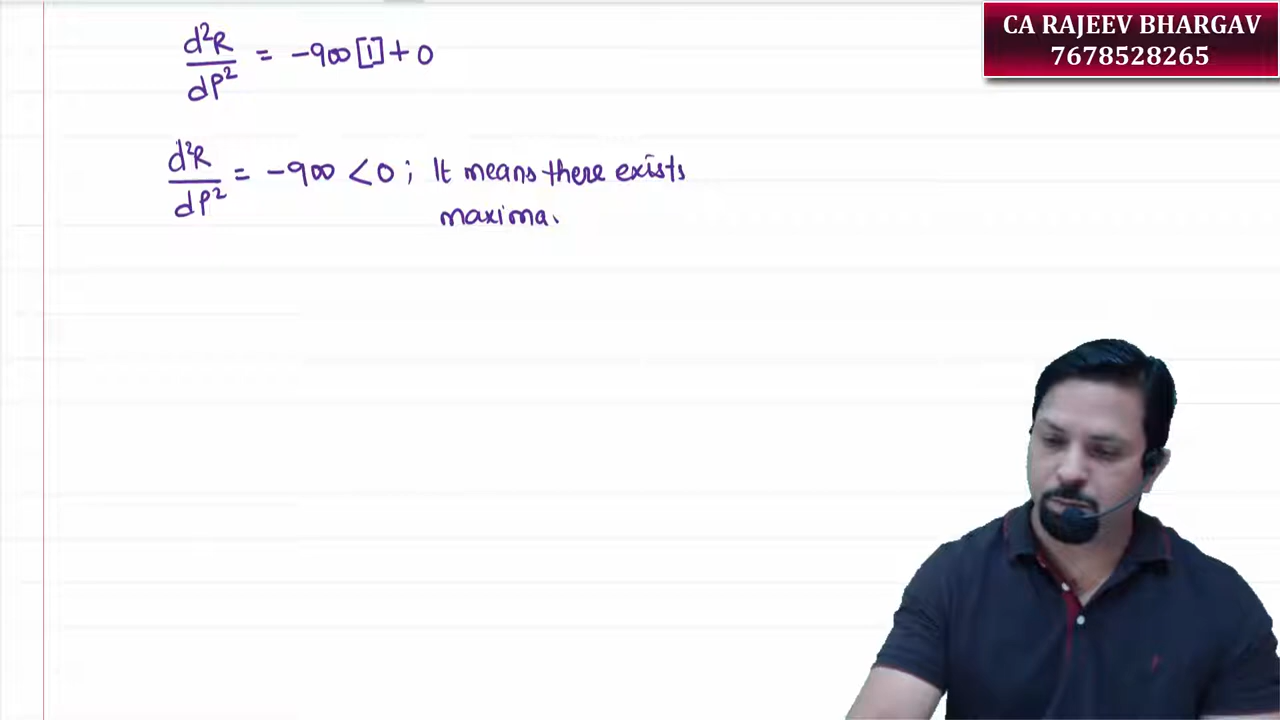 CA RAJEEV BHARGAV
7678528265
d²R/dP² = -900 [1] + 0
d²R/dP² = -900 < 0 ; It means there exists
maxima.